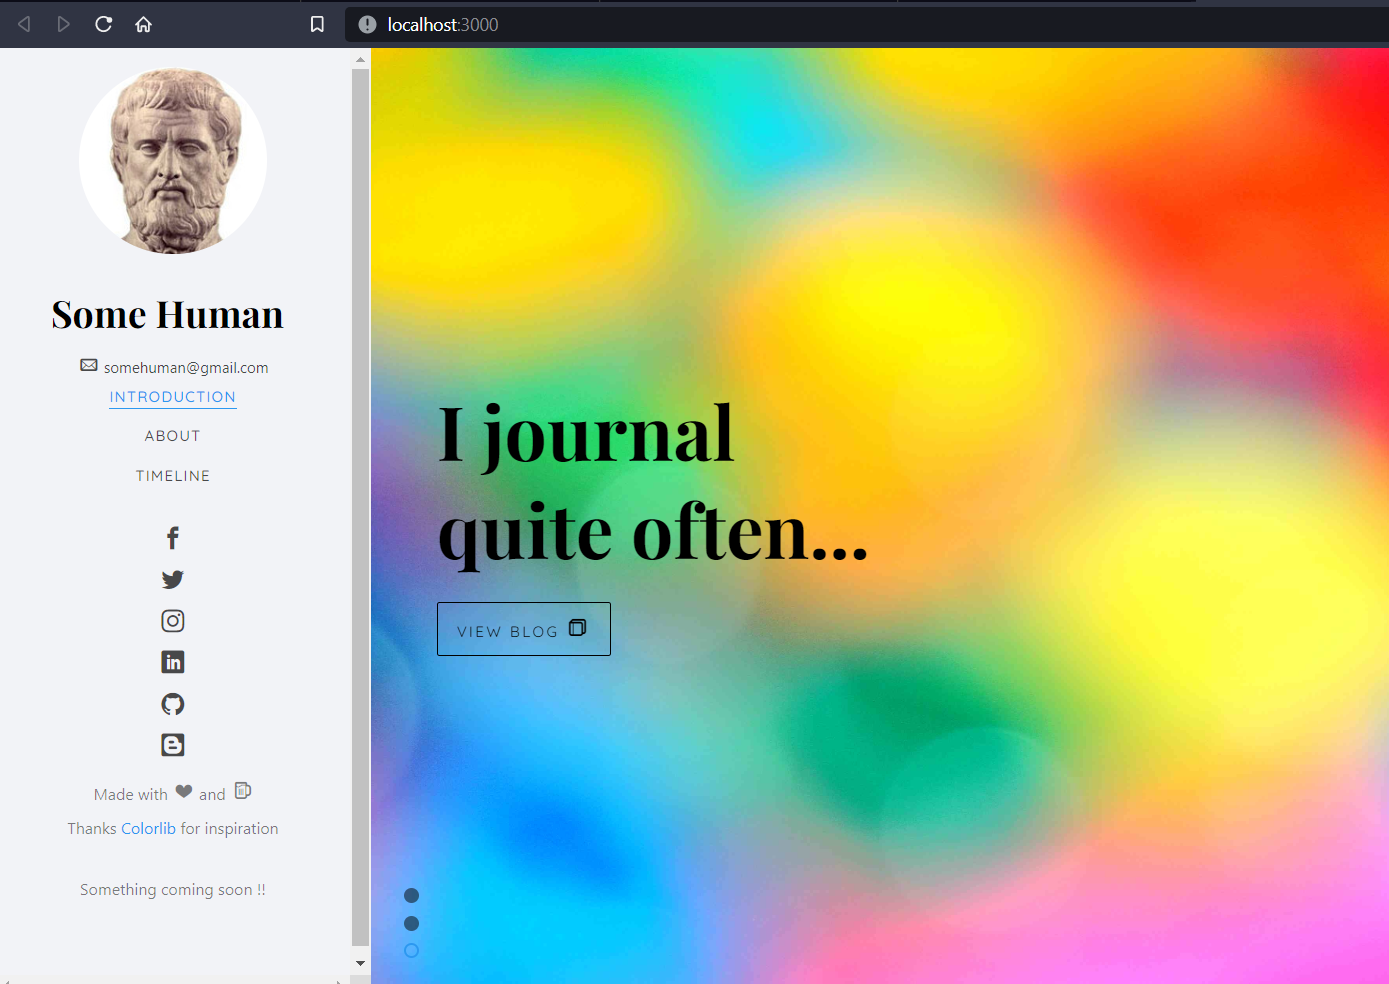 localhost:3000
Some Human
somehuman@gmail.com
INTRODUCTION
ABOUT
TIMELINE
Made with and
Thanks Colorlib for inspiration
Something coming soon !!
I journal
quite often...
VIEW BLOG